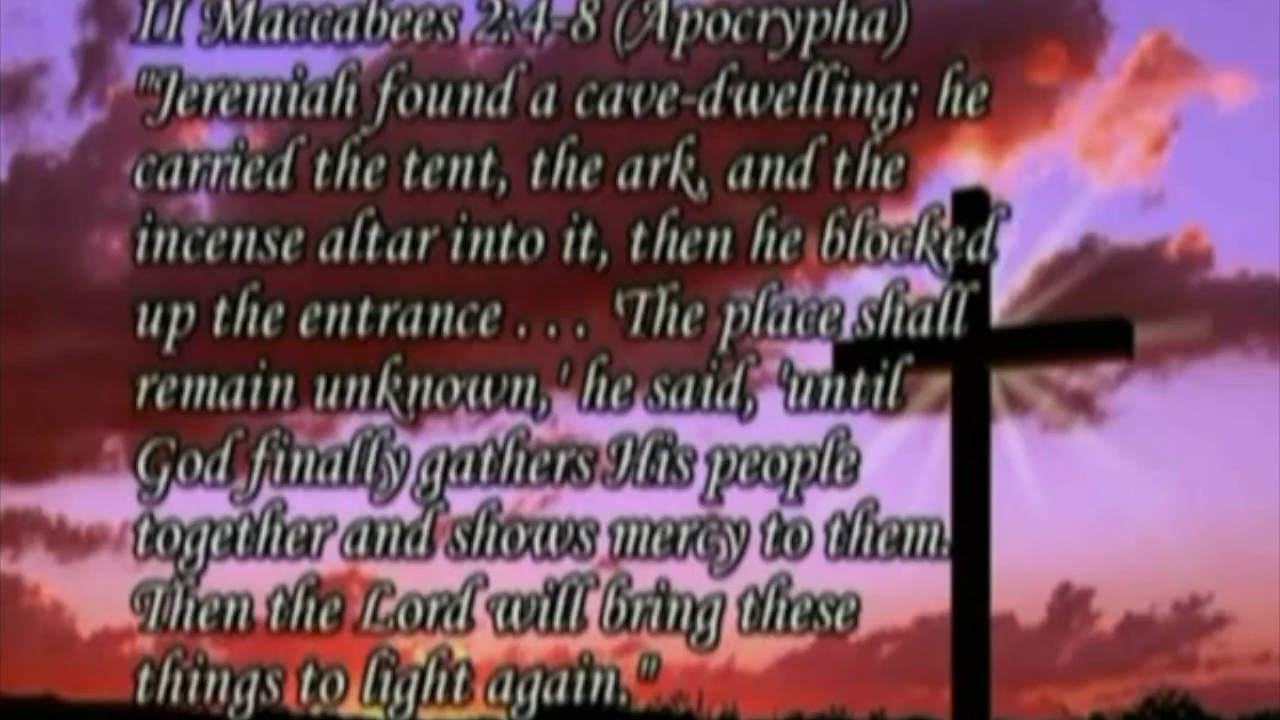 II Maccabees 2:4-8 (Apocrypha)
"Jeremiah found a cave-dwelling; he
carried the tent, the ark, and the
incense altar into it, then he blocked
up the entrance . . . 'The place shall
remain unknown,' he said, 'until
God finally gathers His people
together and shows mercy to them.
Then the Lord will bring these
things to light again."